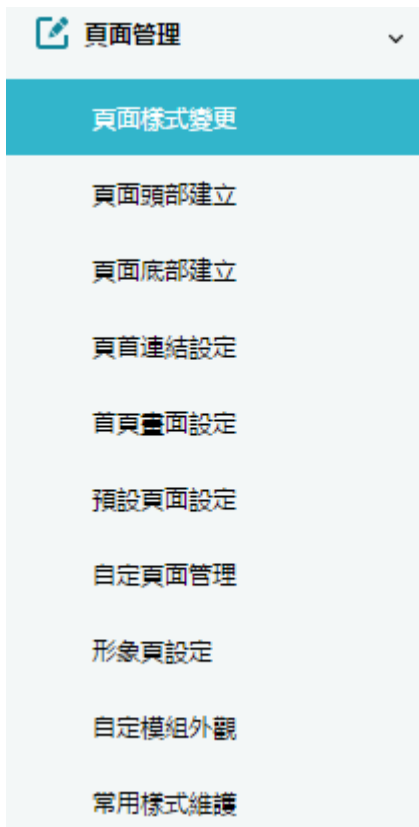 頁面管理
頁面樣式變更
頁面頭部建立
頁面底部建立
頁首連結設定
首頁畫面設定
預設頁面設定
自定頁面管理
形象頁設定
自定模組外觀
常用樣式維護